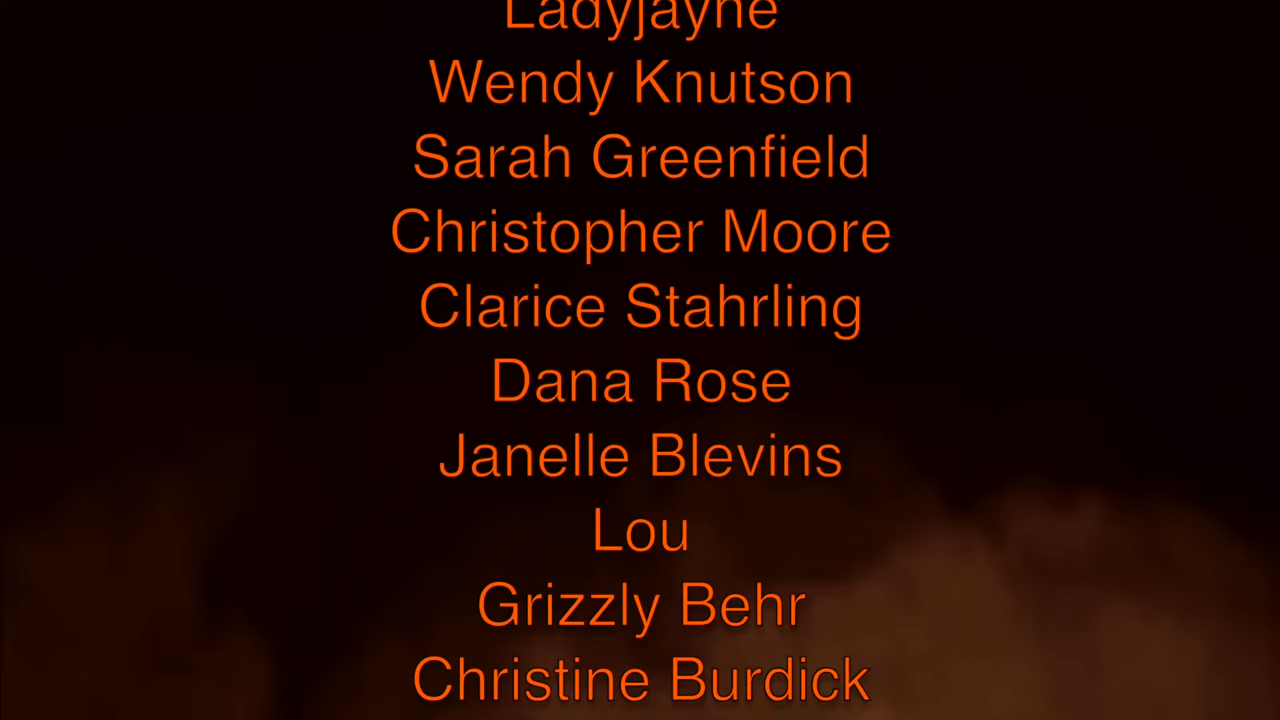 Ladyjayne
Wendy Knutson
Sarah Greenfield
Christopher Moore
Clarice Stahrling
Dana Rose
Janelle Blevins
Lou
Grizzly Behr
Christine Burdick